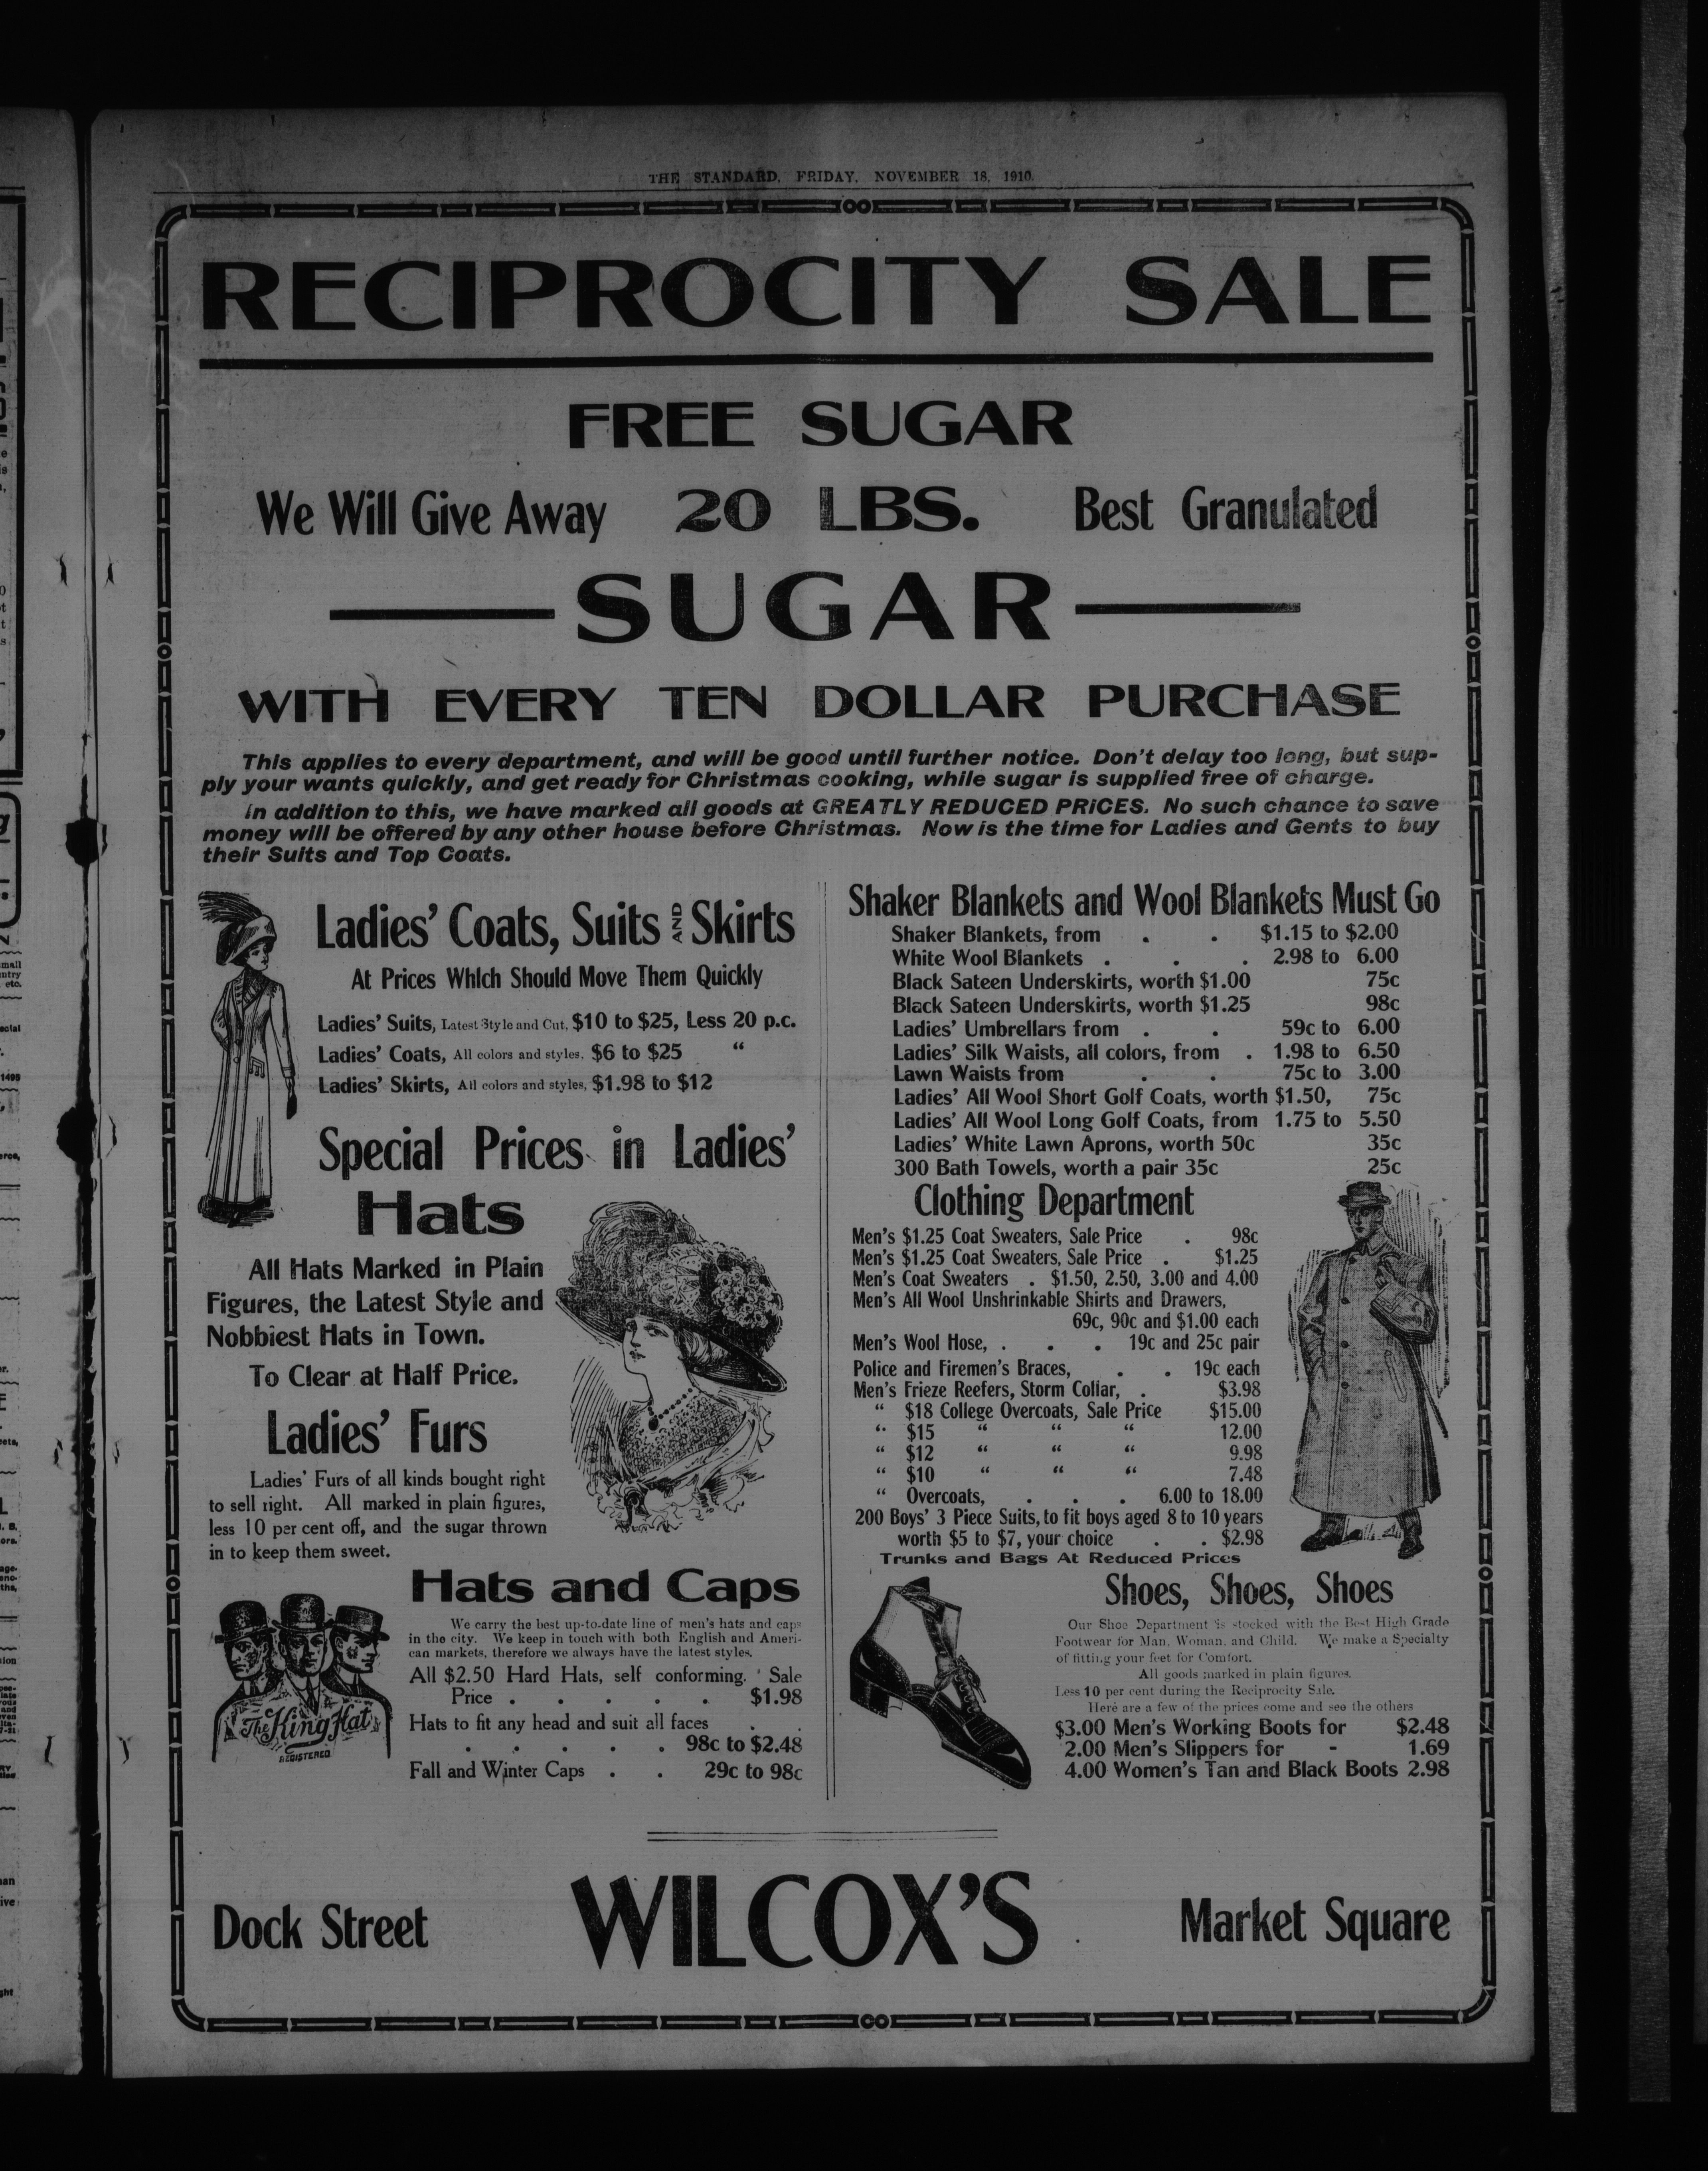 THE STANDARD, FRIDAY, NOVEMBER 18, 1910.
RECIPROCITY SALE
FREE SUGAR
We Will Give Away 20 LBS. Best Granulated
SUGAR
WITH EVERY TEN DOLLAR PURCHASE
This applies to every department, and will be good until further notice. Don't delay too long, but sup-
ply your wants quickly, and get ready for Christmas cooking, while sugar is supplied free of charge.
In addition to this, we have marked all goods at GREATLY REDUCED PRICES. No such chance to save
money will be offered by any other house before Christmas. Now is the time for Ladies and Gents to buy
their Suits and Top Coats.
Ladies' Coats, Suits AND Skirts
At Prices Which Should Move Them Quickly
Ladies' Suits, Latest Style and Cut, $10 to $25, Less 20 p.c.
Ladies' Coats, All colors and styles, $6 to $25 "
Ladies' Skirts, All colors and styles, $1.98 to $12
Special Prices in Ladies'
Hats
All Hats Marked in Plain
Figures, the Latest Style and
Nobbiest Hats in Town.
To Clear at Half Price.
Ladies' Furs
Ladies' Furs of all kinds bought right
to sell right. All marked in plain figures,
less 10 per cent off, and the sugar thrown
in to keep them sweet.
Hats and Caps
We carry the best up-to-date line of men's hats and caps
in the city. We keep in touch with both English and Ameri-
can markets, therefore we always have the latest styles.
All $2.50 Hard Hats, self conforming. Sale
Price . . . . . $1.98
Hats to fit any head and suit all faces . .
. . . . . 98c to $2.48
Fall and Winter Caps . . 29c to 98c
The King Hat
REGISTERED
Shaker Blankets and Wool Blankets Must Go
Shaker Blankets, from . . $1.15 to $2.00
White Wool Blankets . . . 2.98 to 6.00
Black Sateen Underskirts, worth $1.00 75c
Black Sateen Underskirts, worth $1.25 98c
Ladies' Umbrellars from . . 59c to 6.00
Ladies' Silk Waists, all colors, from . 1.98 to 6.50
Lawn Waists from . . 75c to 3.00
Ladies' All Wool Short Golf Coats, worth $1.50, 75c
Ladies' All Wool Long Golf Coats, from 1.75 to 5.50
Ladies' White Lawn Aprons, worth 50c 35c
300 Bath Towels, worth a pair 35c 25c
Clothing Department
Men's $1.25 Coat Sweaters, Sale Price . 98c
Men's $1.25 Coat Sweaters, Sale Price . $1.25
Men's Coat Sweaters . $1.50, 2.50, 3.00 and 4.00
Men's All Wool Unshrinkable Shirts and Drawers,
69c, 90c and $1.00 each
Men's Wool Hose, . . . 19c and 25c pair
Police and Firemen's Braces, . . 19c each
Men's Frieze Reefers, Storm Collar, . $3.98
" $18 College Overcoats, Sale Price $15.00
" $15 " " " 12.00
" $12 " " " 9.98
" $10 " " " 7.48
" Overcoats, . . . 6.00 to 18.00
200 Boys' 3 Piece Suits, to fit boys aged 8 to 10 years
worth $5 to $7, your choice . . $2.98
Trunks and Bags At Reduced Prices
Shoes, Shoes, Shoes
Our Shoe Department is stocked with the Best High Grade
Footwear for Man, Woman, and Child. We make a Specialty
of fitting your feet for Comfort.
All goods marked in plain figures.
Less 10 per cent during the Reciprocity Sale.
Here are a few of the prices come and see the others
$3.00 Men's Working Boots for $2.48
2.00 Men's Slippers for - 1.69
4.00 Women's Tan and Black Boots 2.98
Dock Street WILCOX'S Market Square